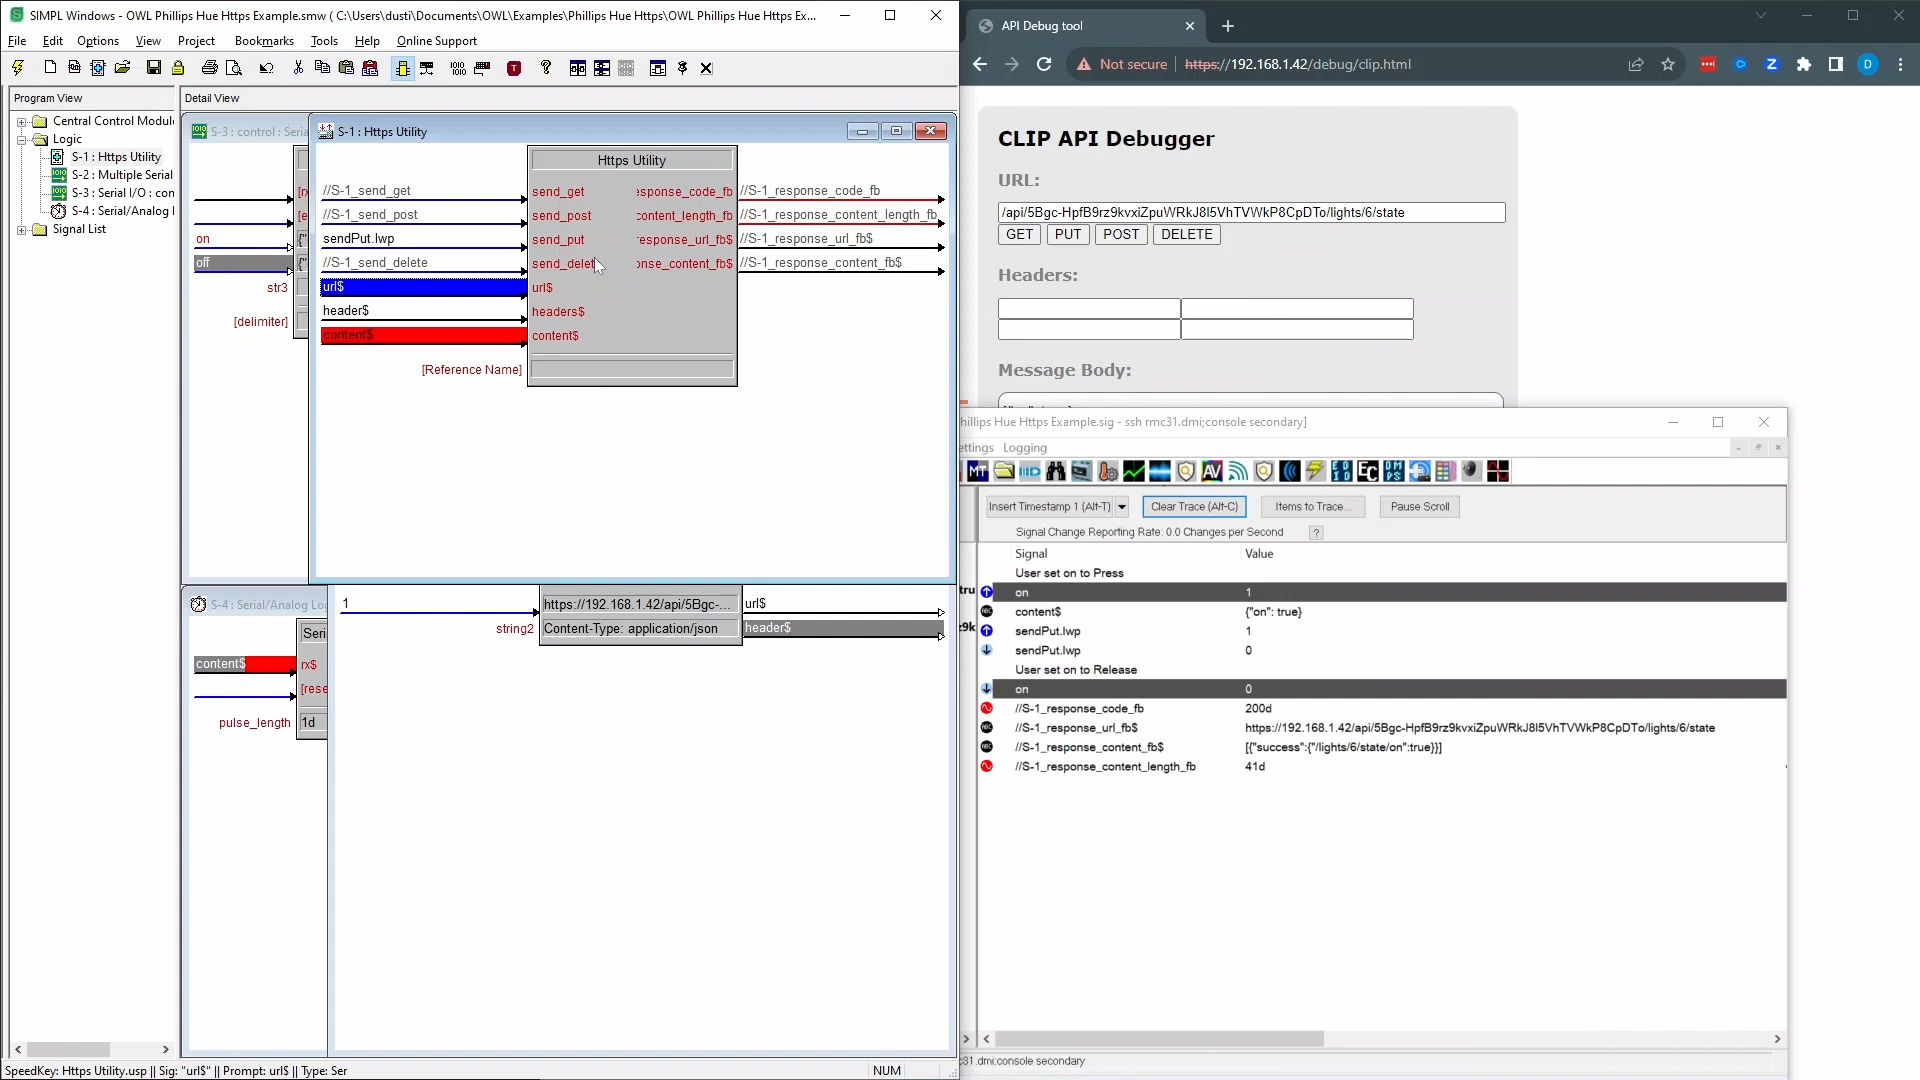 SIMPL Windows - OWL Phillips Hue Https Example.smw ( C:\Users\dusti\Documents\OWL\Examples\Phillips Hue Https\OWL Phillips Hue Https Ex...
File Edit Options View Project Bookmarks Tools Help Online Support
Program View
Detail View
Central Control Modul
Logic
S-1 : Https Utility
S-2 : Multiple Serial
S-3 : Serial I/O : con
S-4 : Serial/Analog I
Signal List
S-3 : control : Seria
on
off
str3
[delimiter]
S-1 : Https Utility
Https Utility
//S-1_send_get
send_get
esponse_code_fb
//S-1_response_code_fb
//S-1_send_post
send_post
content_length_fb
//S-1_response_content_length_fb
sendPut.lwp
send_put
response_url_fb$
//S-1_response_url_fb$
//S-1_send_delete
send_delet
onse_content_fb$
//S-1_response_content_fb$
url$
url$
header$
headers$
content$
content$
[Reference Name]
S-4 : Serial/Analog Log
Seri
content$
rx$
[rese
pulse_length
1d
1
https://192.168.1.42/api/5Bgc-...
url$
string2
Content-Type: application/json
header$
SpeedKey: Https Utility.usp || Sig: "url$" || Prompt: url$ || Type: Ser
NUM
API Debug tool
Not secure
https://192.168.1.42/debug/clip.html
D
CLIP API Debugger
URL:
/api/5Bgc-HpfB9rz9kvxiZpuWRkJ8l5VhTVWkP8CpDTo/lights/6/state
GET PUT POST DELETE
Headers:
Message Body:
hillips Hue Https Example.sig - ssh rmc31.dmi;console secondary]
ettings Logging
Insert Timestamp 1 (Alt-T)
Clear Trace (Alt-C)
Items to Trace...
Pause Scroll
Signal Change Reporting Rate: 0.0 Changes per Second
?
Signal Value
User set on to Press
on 1
content$ {"on": true}
sendPut.lwp 1
sendPut.lwp 0
User set on to Release
on 0
//S-1_response_code_fb 200d
//S-1_response_url_fb$ https://192.168.1.42/api/5Bgc-HpfB9rz9kvxiZpuWRkJ8l5VhTVWkP8CpDTo/lights/6/state
//S-1_response_content_fb$ [{"success":{"/lights/6/state/on":true}}]
//S-1_response_content_length_fb 41d
c31.dmi;console secondary